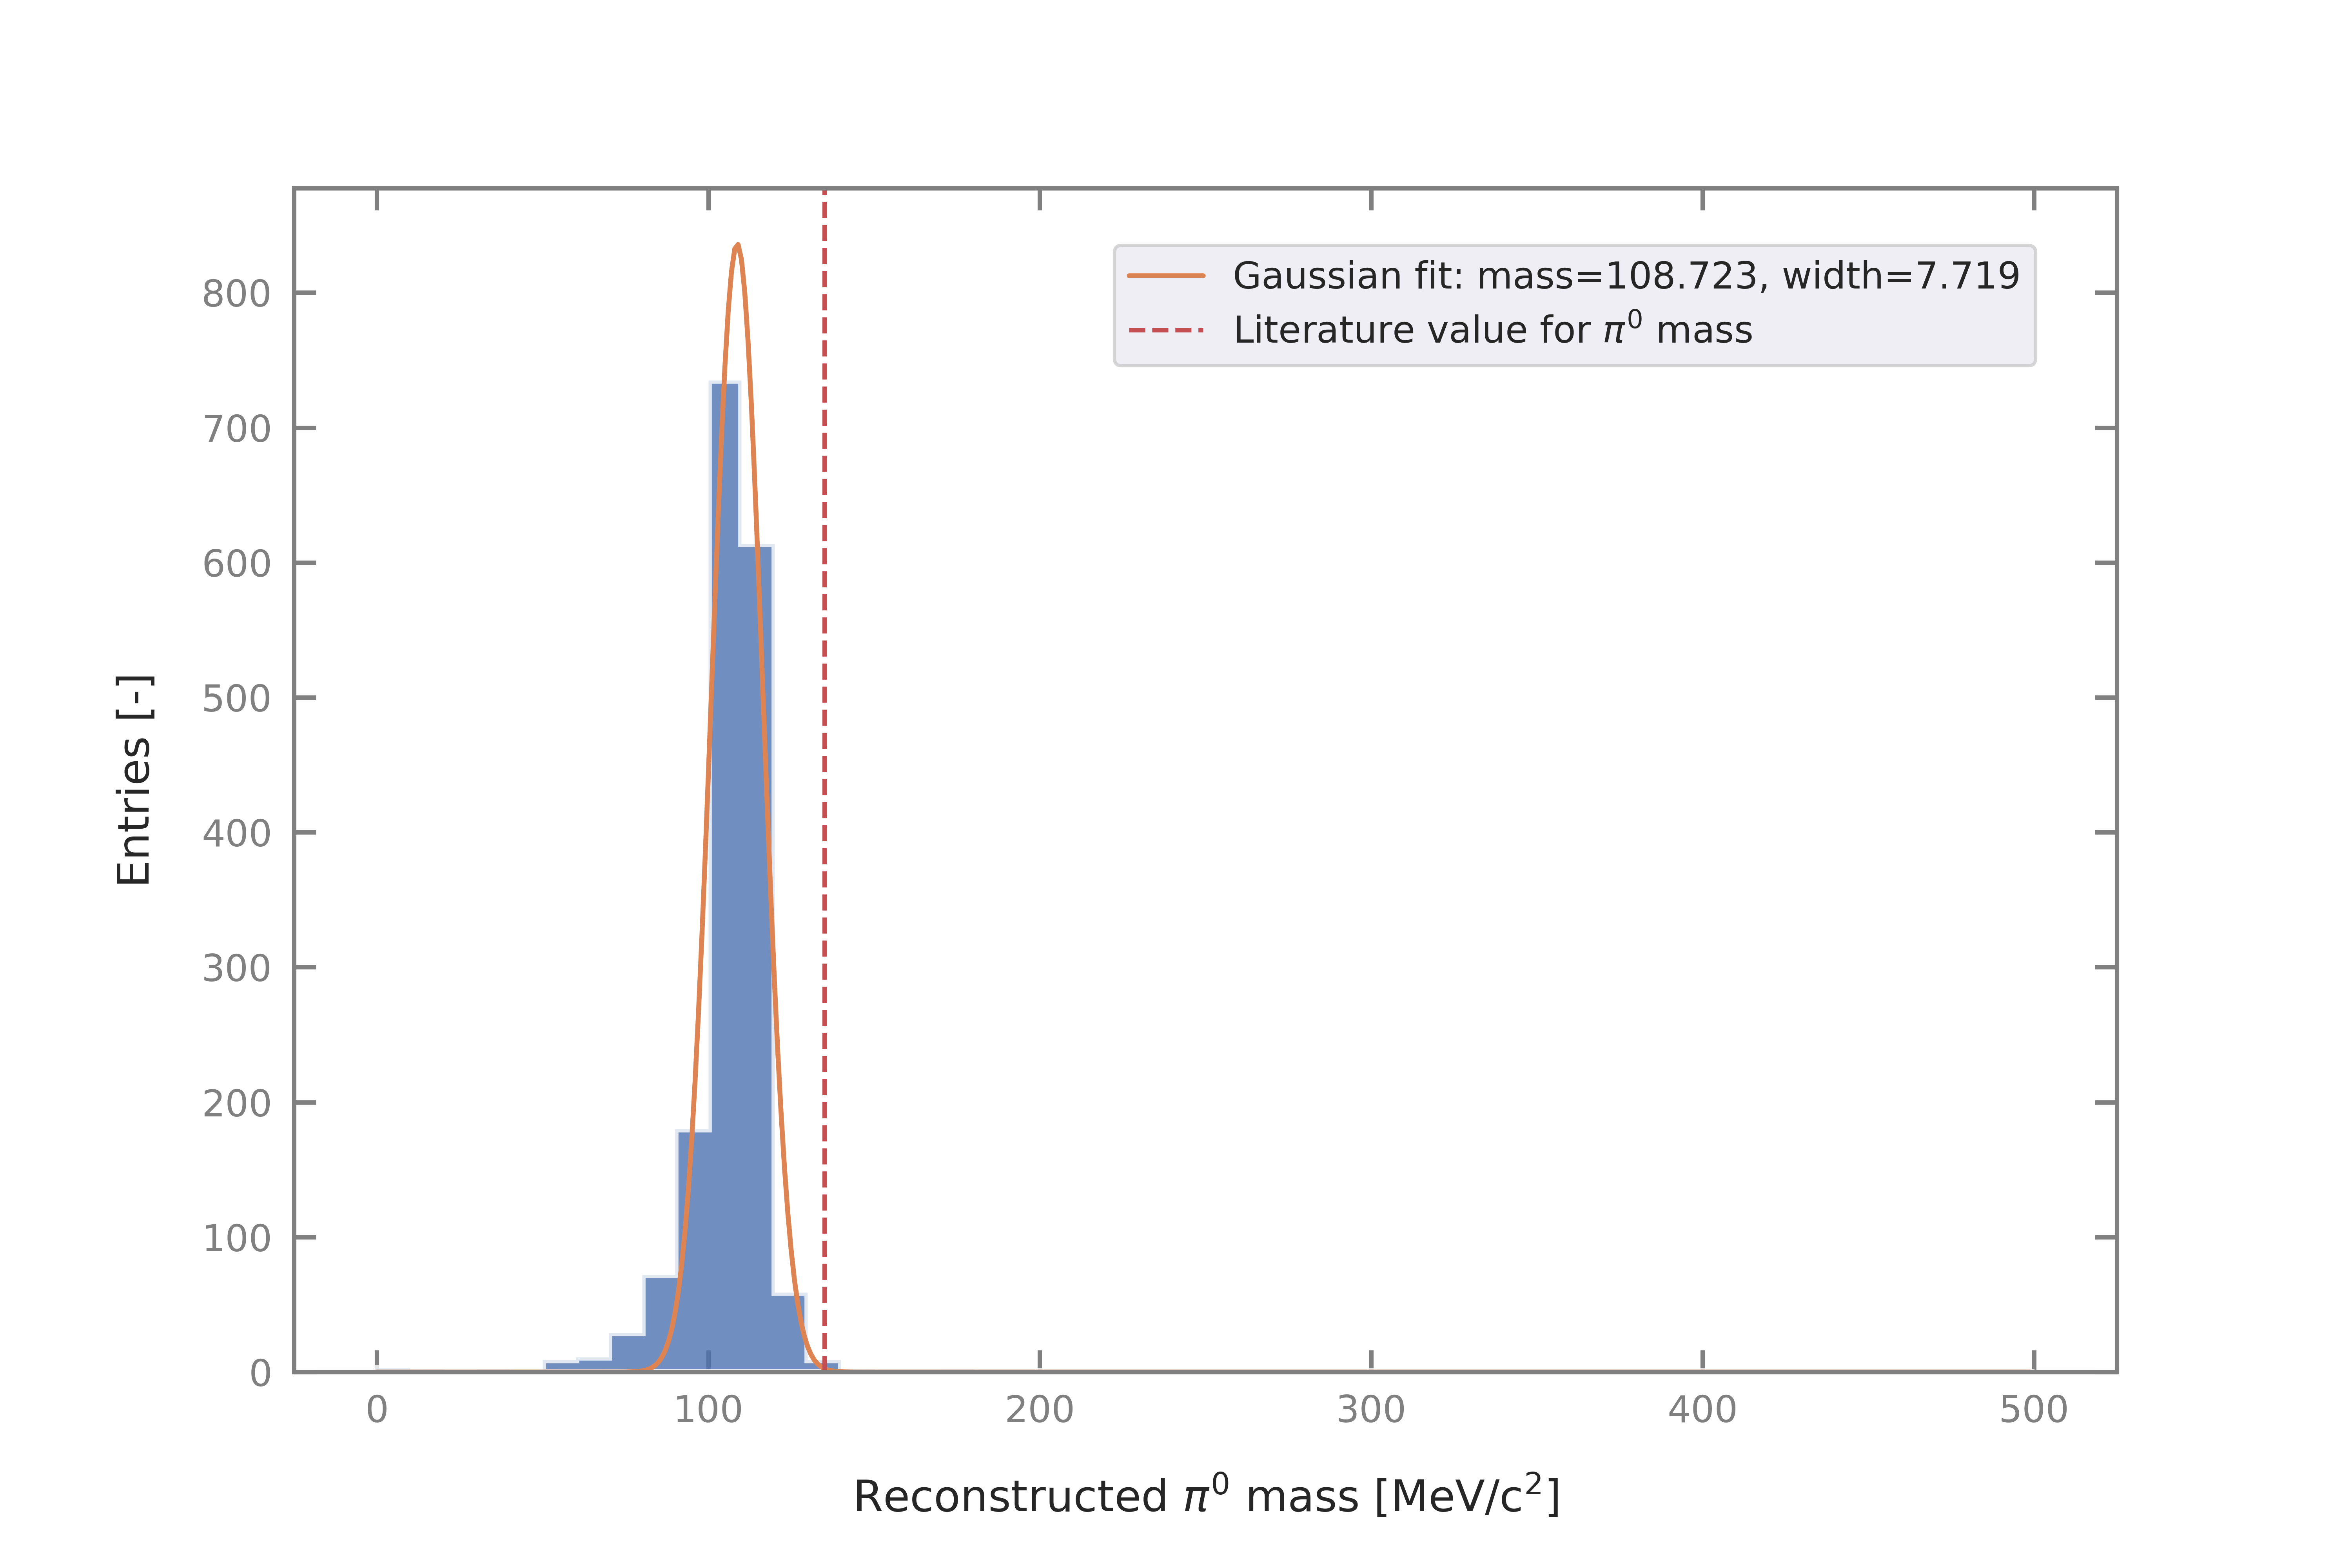 Gaussian fit: mass=108.723, width=7.719
Literature value for π⁰ mass
800
700
600
500
400
300
200
100
0
Entries [-]
0 100 200 300 400 500
Reconstructed π⁰ mass [MeV/c²]